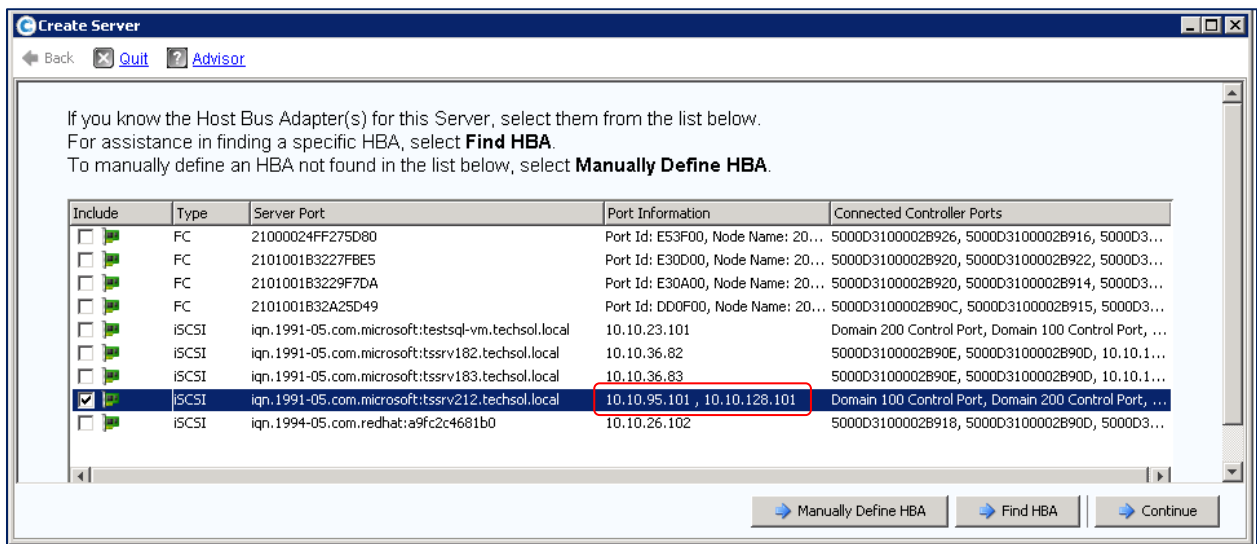 Create Server
Back Quit Advisor
If you know the Host Bus Adapter(s) for this Server, select them from the list below.
For assistance in finding a specific HBA, select Find HBA.
To manually define an HBA not found in the list below, select Manually Define HBA.
Include Type Server Port Port Information Connected Controller Ports
FC 21000024FF275D80 Port Id: E53F00, Node Name: 20... 5000D3100002B926, 5000D3100002B916, 5000D3...
FC 2101001B3227FBE5 Port Id: E30D00, Node Name: 20... 5000D3100002B920, 5000D3100002B922, 5000D3...
FC 2101001B3229F7DA Port Id: E30A00, Node Name: 20... 5000D3100002B920, 5000D3100002B914, 5000D3...
FC 2101001B32A25D49 Port Id: DD0F00, Node Name: 20... 5000D3100002B90C, 5000D3100002B915, 5000D3...
iSCSI iqn.1991-05.com.microsoft:testsql-vm.techsol.local 10.10.23.101 Domain 200 Control Port, Domain 100 Control Port, ...
iSCSI iqn.1991-05.com.microsoft:tssrv182.techsol.local 10.10.36.82 5000D3100002B90E, 5000D3100002B90D, 10.10.1...
iSCSI iqn.1991-05.com.microsoft:tssrv183.techsol.local 10.10.36.83 5000D3100002B90E, 5000D3100002B90D, 10.10.1...
iSCSI iqn.1991-05.com.microsoft:tssrv212.techsol.local 10.10.95.101 , 10.10.128.101 Domain 100 Control Port, Domain 200 Control Port, ...
iSCSI iqn.1994-05.com.redhat:a9fc2c4681b0 10.10.26.102 5000D3100002B918, 5000D3100002B90D, 5000D3...
Manually Define HBA Find HBA Continue